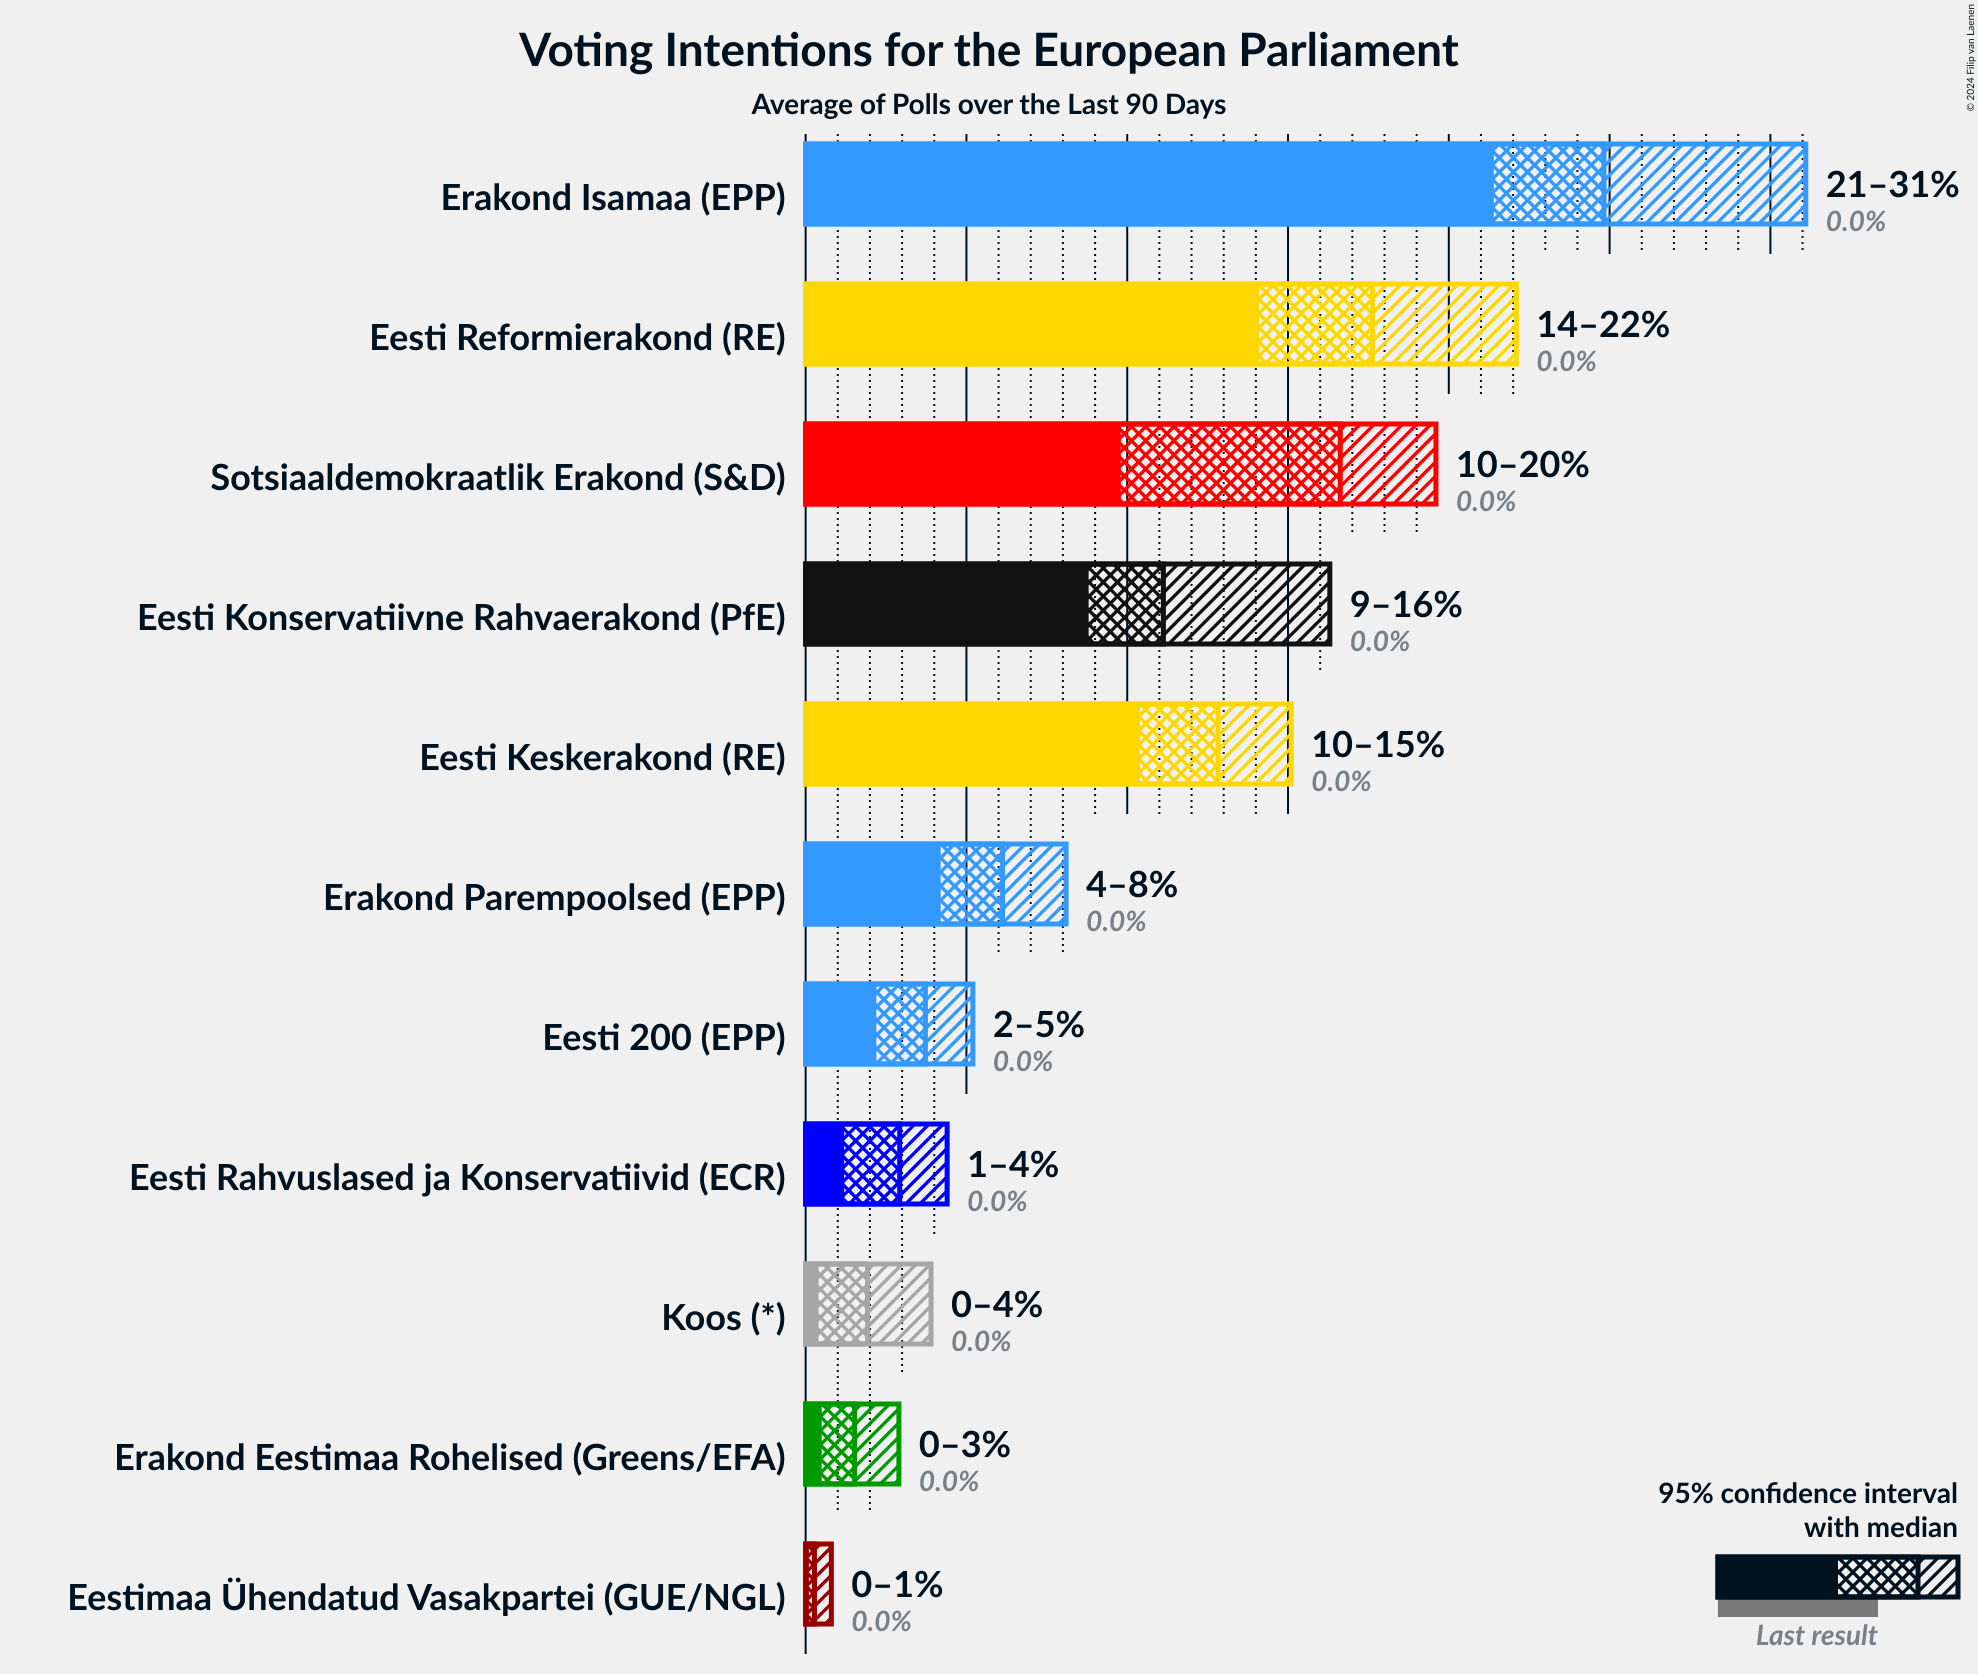 Voting Intentions for the European Parliament
Average of Polls over the Last 90 Days
© 2024 Filip van Laenen
Erakond Isamaa (EPP)
21–31%
0.0%
Eesti Reformierakond (RE)
14–22%
0.0%
Sotsiaaldemokraatlik Erakond (S&D)
10–20%
0.0%
Eesti Konservatiivne Rahvaerakond (PfE)
9–16%
0.0%
Eesti Keskerakond (RE)
10–15%
0.0%
Erakond Parempoolsed (EPP)
4–8%
0.0%
Eesti 200 (EPP)
2–5%
0.0%
Eesti Rahvuslased ja Konservatiivid (ECR)
1–4%
0.0%
Koos (*)
0–4%
0.0%
Erakond Eestimaa Rohelised (Greens/EFA)
0–3%
0.0%
Eestimaa Ühendatud Vasakpartei (GUE/NGL)
0–1%
0.0%
95% confidence interval
with median
Last result